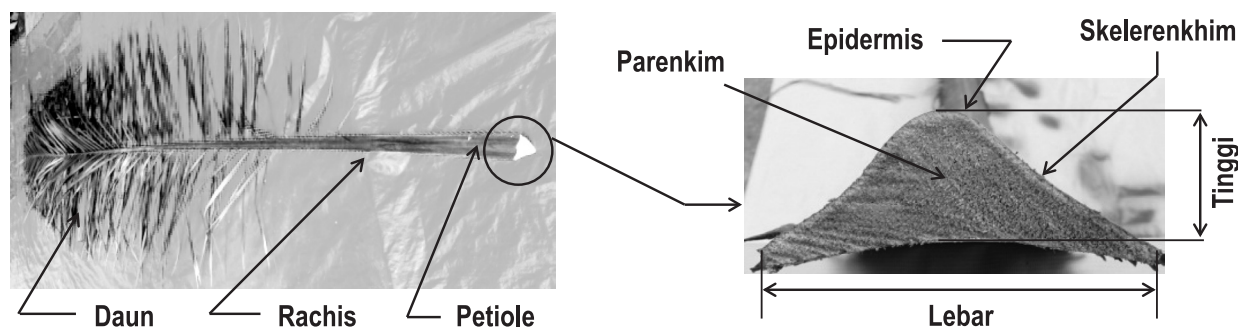 Epidermis
Skelerenkhim
Parenkim
Tinggi
Daun
Rachis
Petiole
Lebar